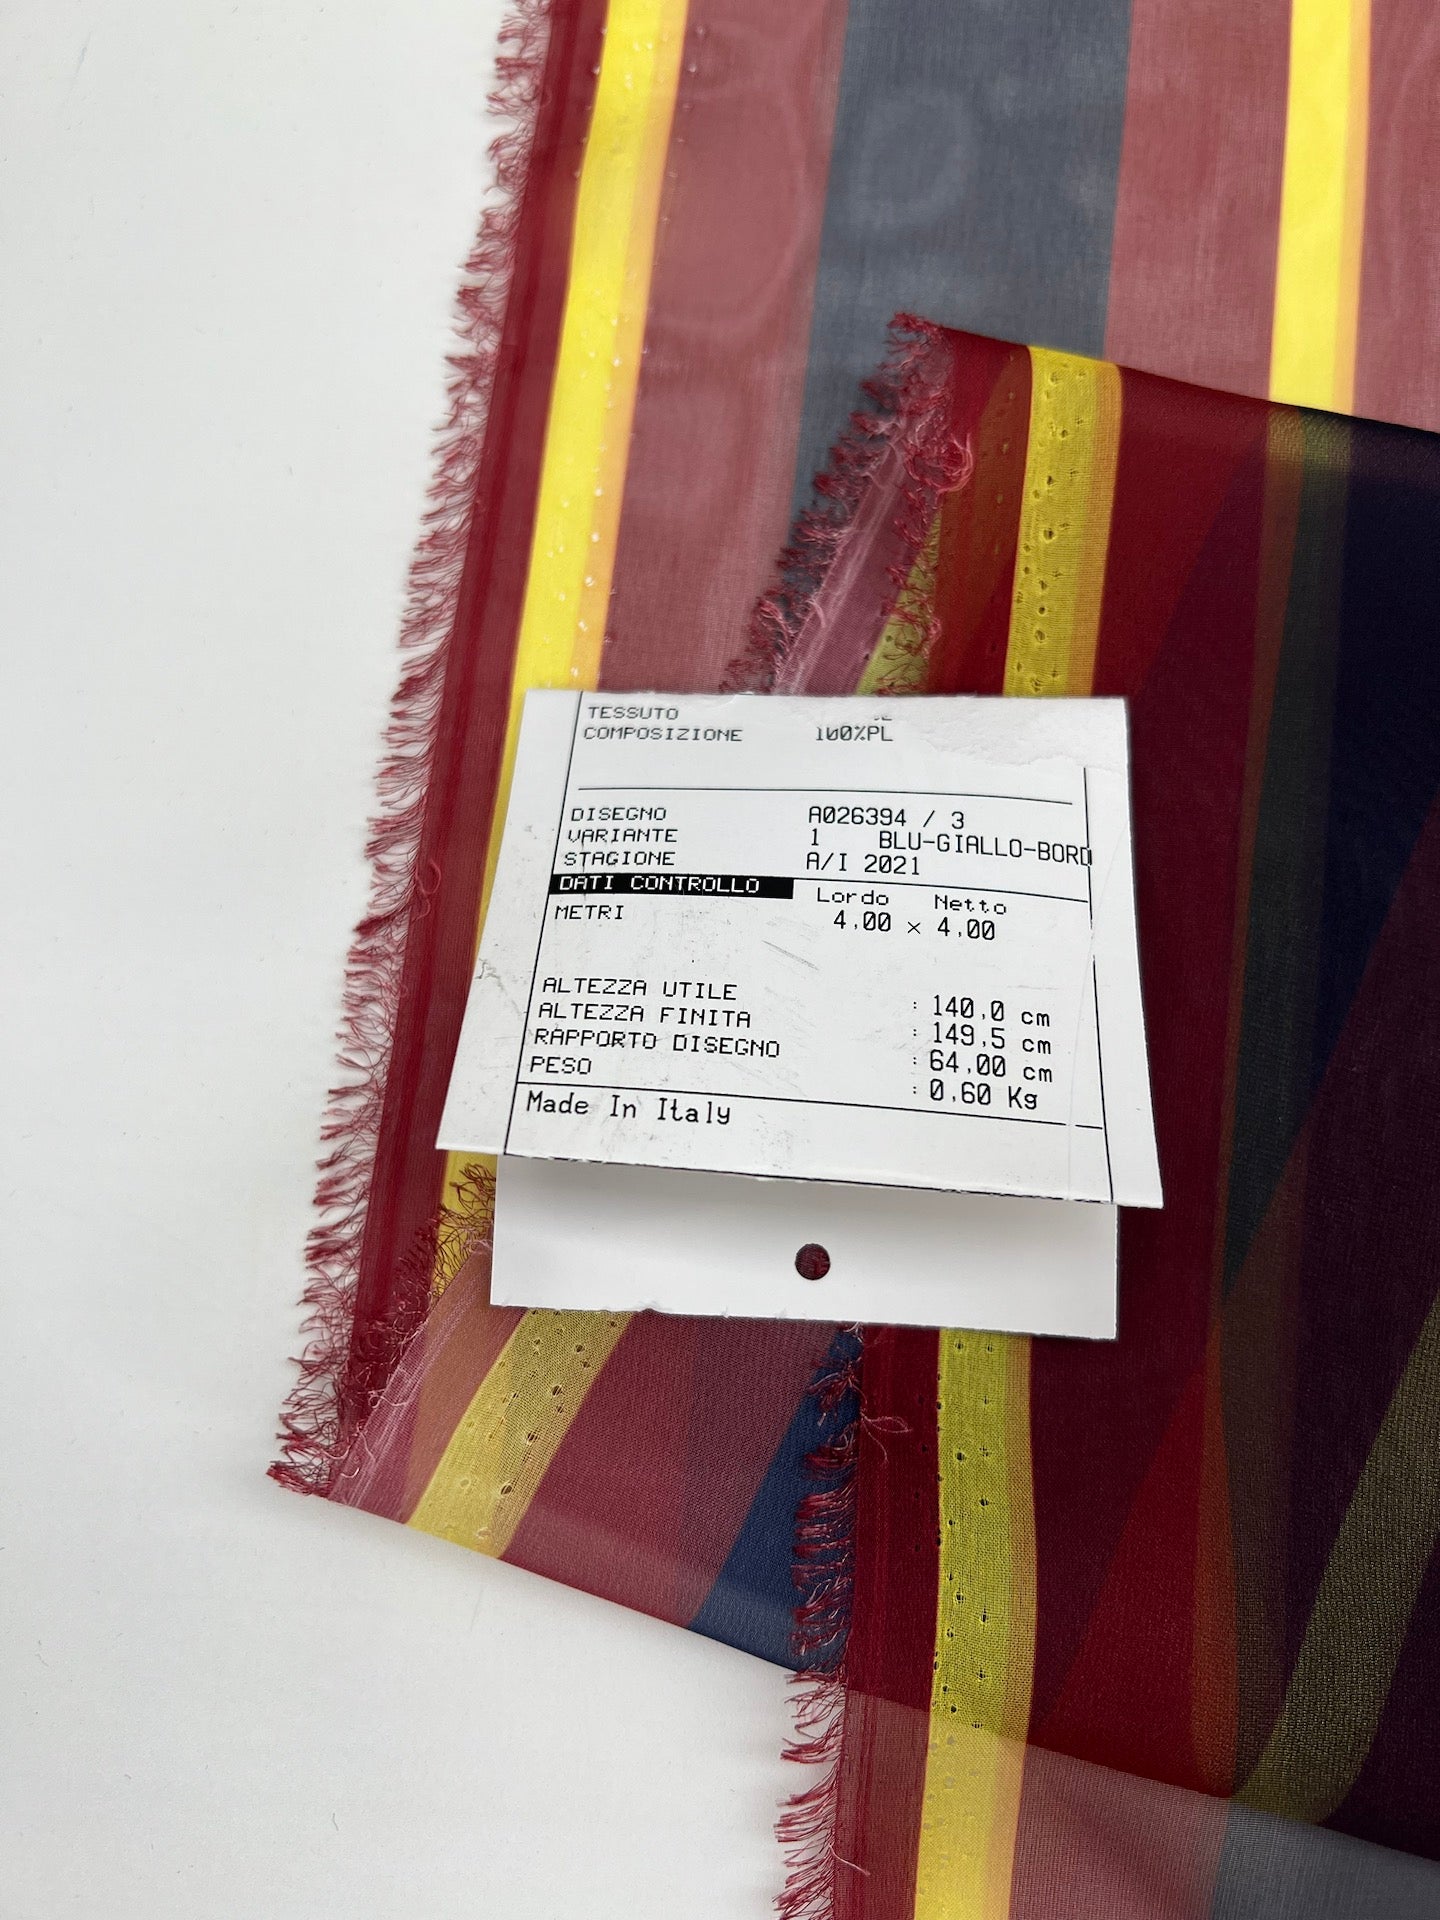 TESSUTO
COMPOSIZIONE 100%PL
DISEGNO A026394 / 3
VARIANTE 1 BLU-GIALLO-BORD
STAGIONE A/I 2021
DATI CONTROLLO Lordo Netto
METRI 4,00 × 4,00
ALTEZZA UTILE : 140,0 cm
ALTEZZA FINITA : 149,5 cm
RAPPORTO DISEGNO : 64,00 cm
PESO : 0,60 Kg
Made In Italy